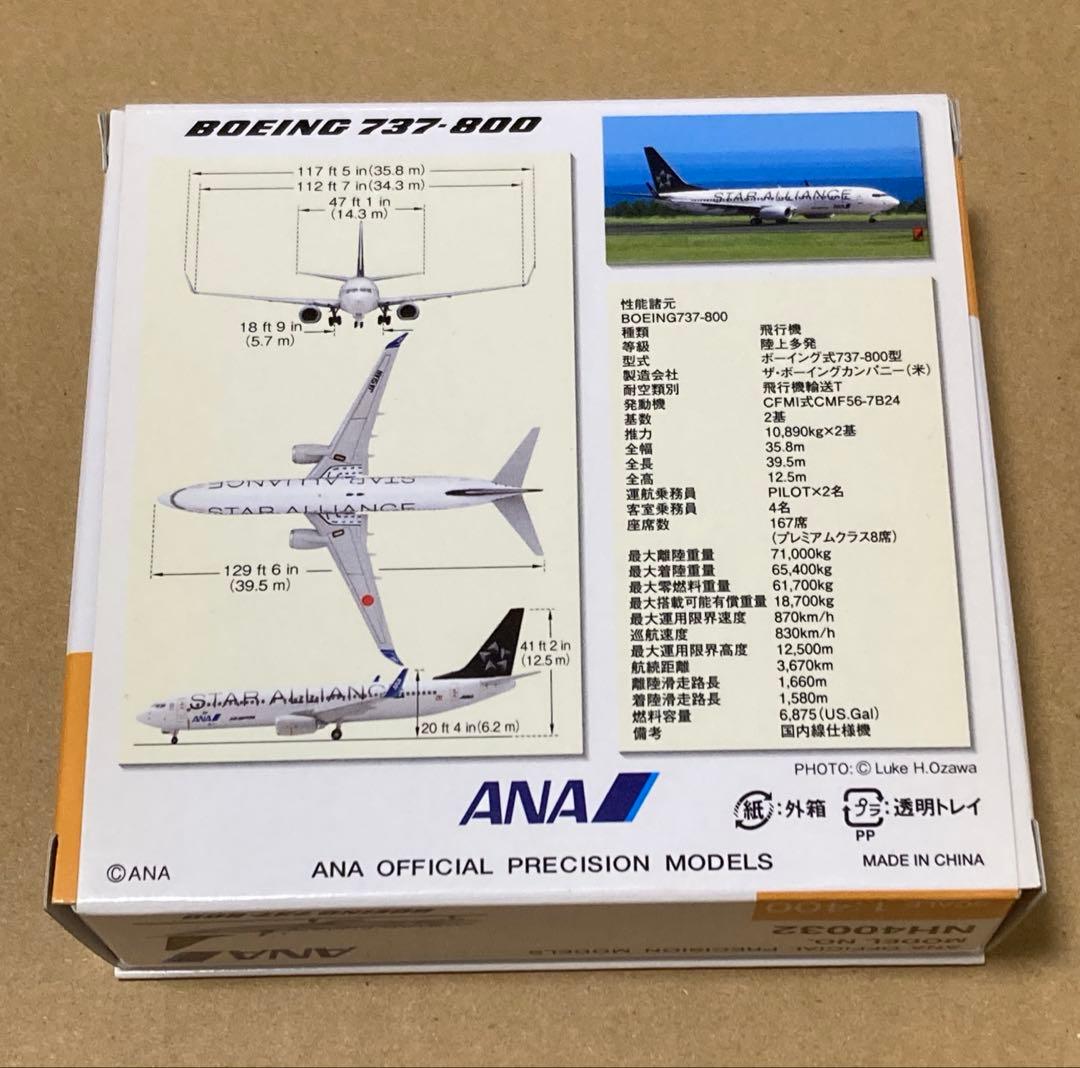 BOEING 737-800
117 ft 5 in(35.8 m)
112 ft 7 in(34.3 m)
47 ft 1 in
(14.3 m)
18 ft 9 in
(5.7 m)
STAR ALLIANCE
STAR ALLIANCE
129 ft 6 in
(39.5 m)
41 ft 2 in
(12.5 m)
STAR ALLIANCE
ANA
20 ft 4 in(6.2 m)
STAR ALLIANCE
ANA
性能諸元
BOEING737-800
種類 飛行機
等級 陸上多発
型式 ボーイング式737-800型
製造会社 ザ・ボーイングカンパニー(米)
耐空類別 飛行機輸送T
発動機 CFMI式CMF56-7B24
基数 2基
推力 10,890kg×2基
全幅 35.8m
全長 39.5m
全高 12.5m
運航乗務員 PILOT×2名
客室乗務員 4名
座席数 167席
(プレミアムクラス8席)
最大離陸重量 71,000kg
最大着陸重量 65,400kg
最大零燃料重量 61,700kg
最大搭載可能有償重量 18,700kg
最大運用限界速度 870km/h
巡航速度 830km/h
最大運用限界高度 12,500m
航続距離 3,670km
離陸滑走路長 1,660m
着陸滑走路長 1,580m
燃料容量 6,875(US.Gal)
備考 国内線仕様機
PHOTO: © Luke H.Ozawa
ANA
紙:外箱 プラ:透明トレイ
PP
©ANA
ANA OFFICIAL PRECISION MODELS
MADE IN CHINA
BOEING 737-800
ANA
ANA OFFICIAL PRECISION MODELS
MODEL NO.
NH40032
1:400